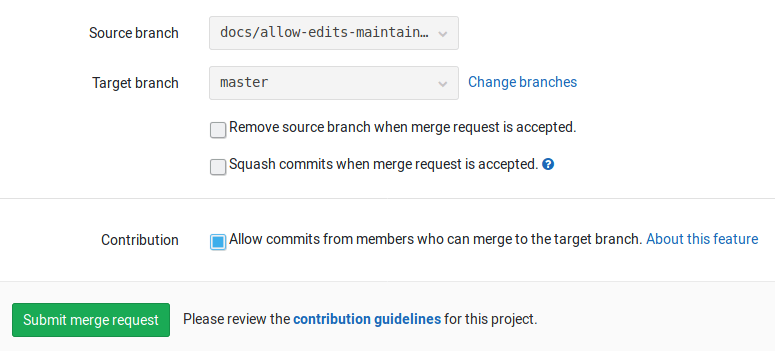 Source branch docs/allow-edits-maintain…
Target branch master Change branches
Remove source branch when merge request is accepted.
Squash commits when merge request is accepted. ?
Contribution Allow commits from members who can merge to the target branch. About this feature
Submit merge request Please review the contribution guidelines for this project.